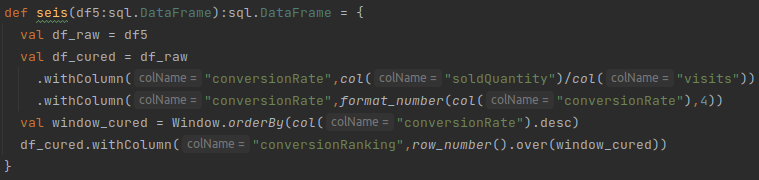 def seis(df5:sql.DataFrame):sql.DataFrame = {
  val df_raw = df5
  val df_cured = df_raw
    .withColumn( colName = "conversionRate",col( colName = "soldQuantity")/col( colName = "visits"))
    .withColumn( colName = "conversionRate",format_number(col( colName = "conversionRate"),4))
  val window_cured = Window.orderBy(col( colName = "conversionRate").desc)
  df_cured.withColumn( colName = "conversionRanking",row_number().over(window_cured))
}